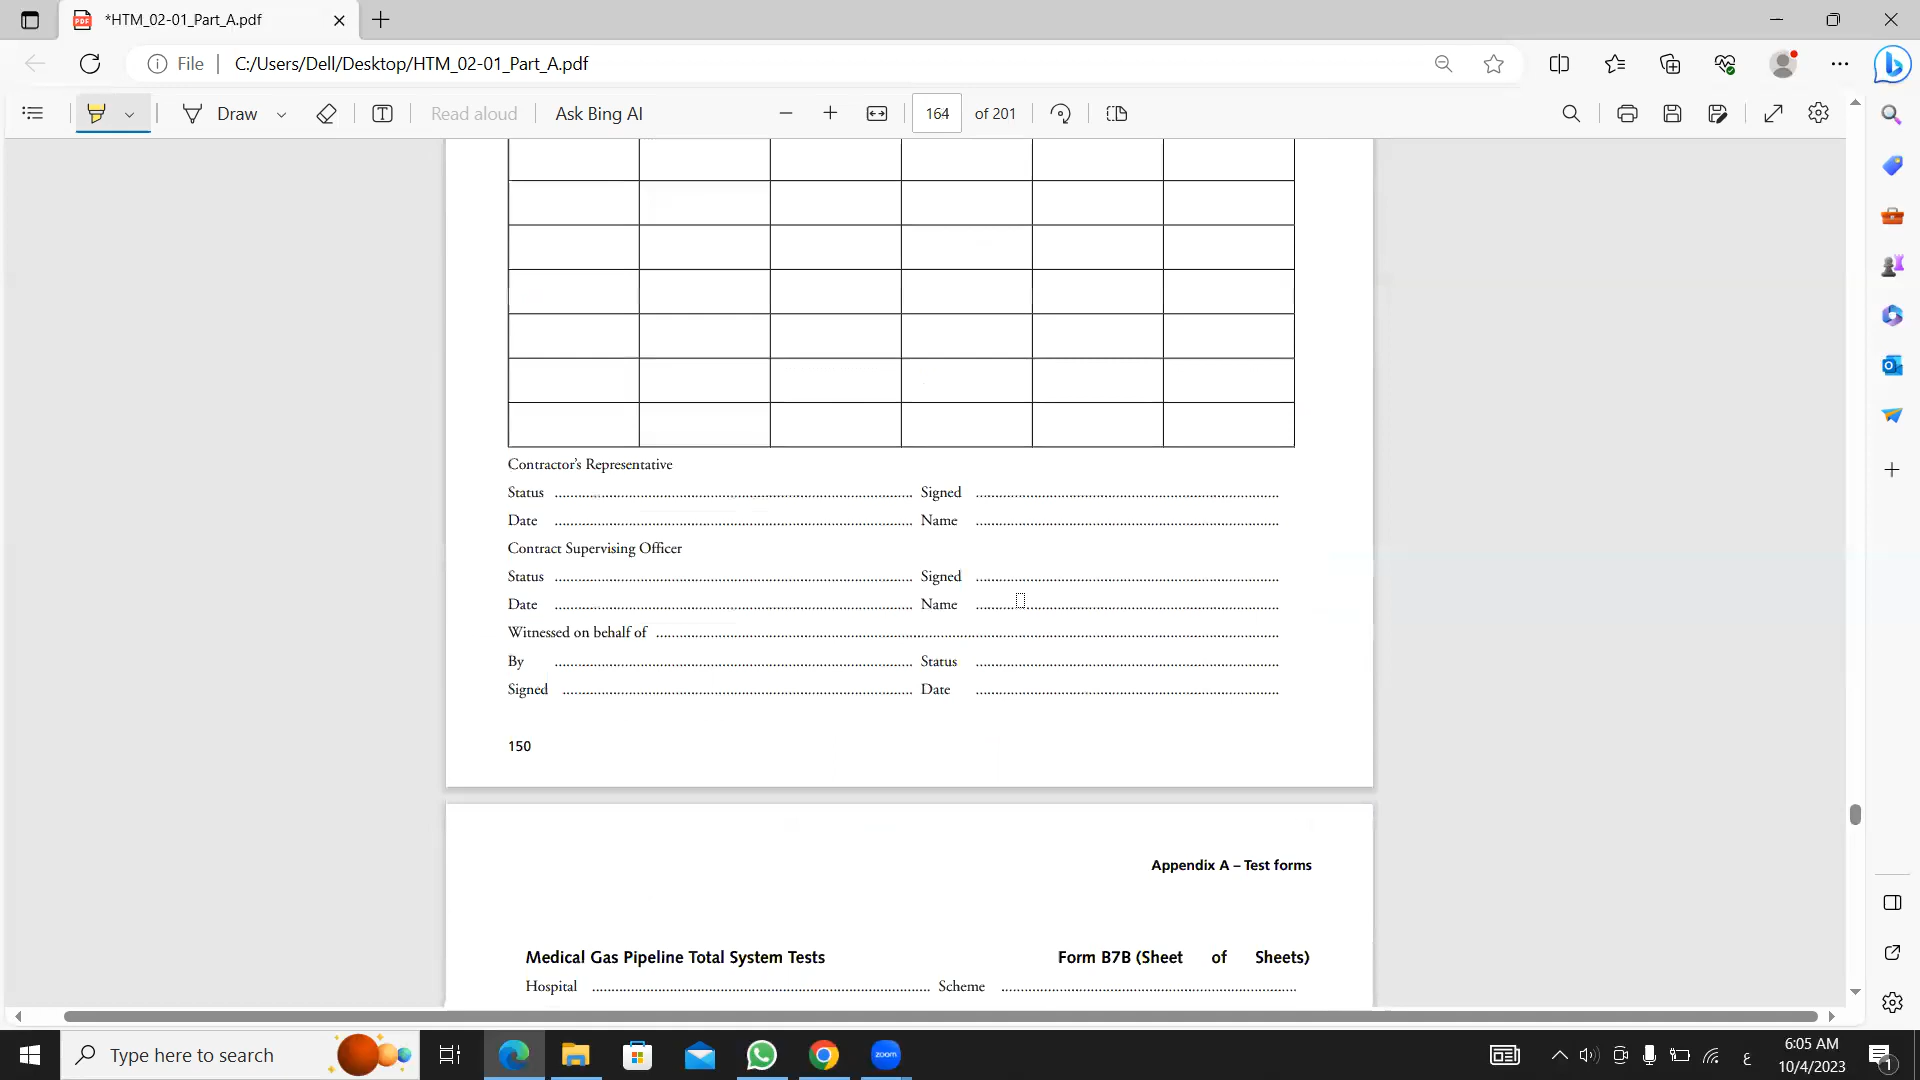 *HTM_02-01_Part_A.pdf
File
C:/Users/Dell/Desktop/HTM_02-01_Part_A.pdf
Draw
Read aloud
Ask Bing AI
164 of 201
Contractor's Representative
Status ........ Signed ........
Date ........ Name ........
Contract Supervising Officer
Status ........ Signed ........
Date ........ Name ........
Witnessed on behalf of ........
By ........ Status ........
Signed ........ Date ........
150
Appendix A – Test forms
Medical Gas Pipeline Total System Tests Form B7B (Sheet of Sheets)
Hospital ........ Scheme ........
Type here to search
zoom
ع
6:05 AM
10/4/2023
1